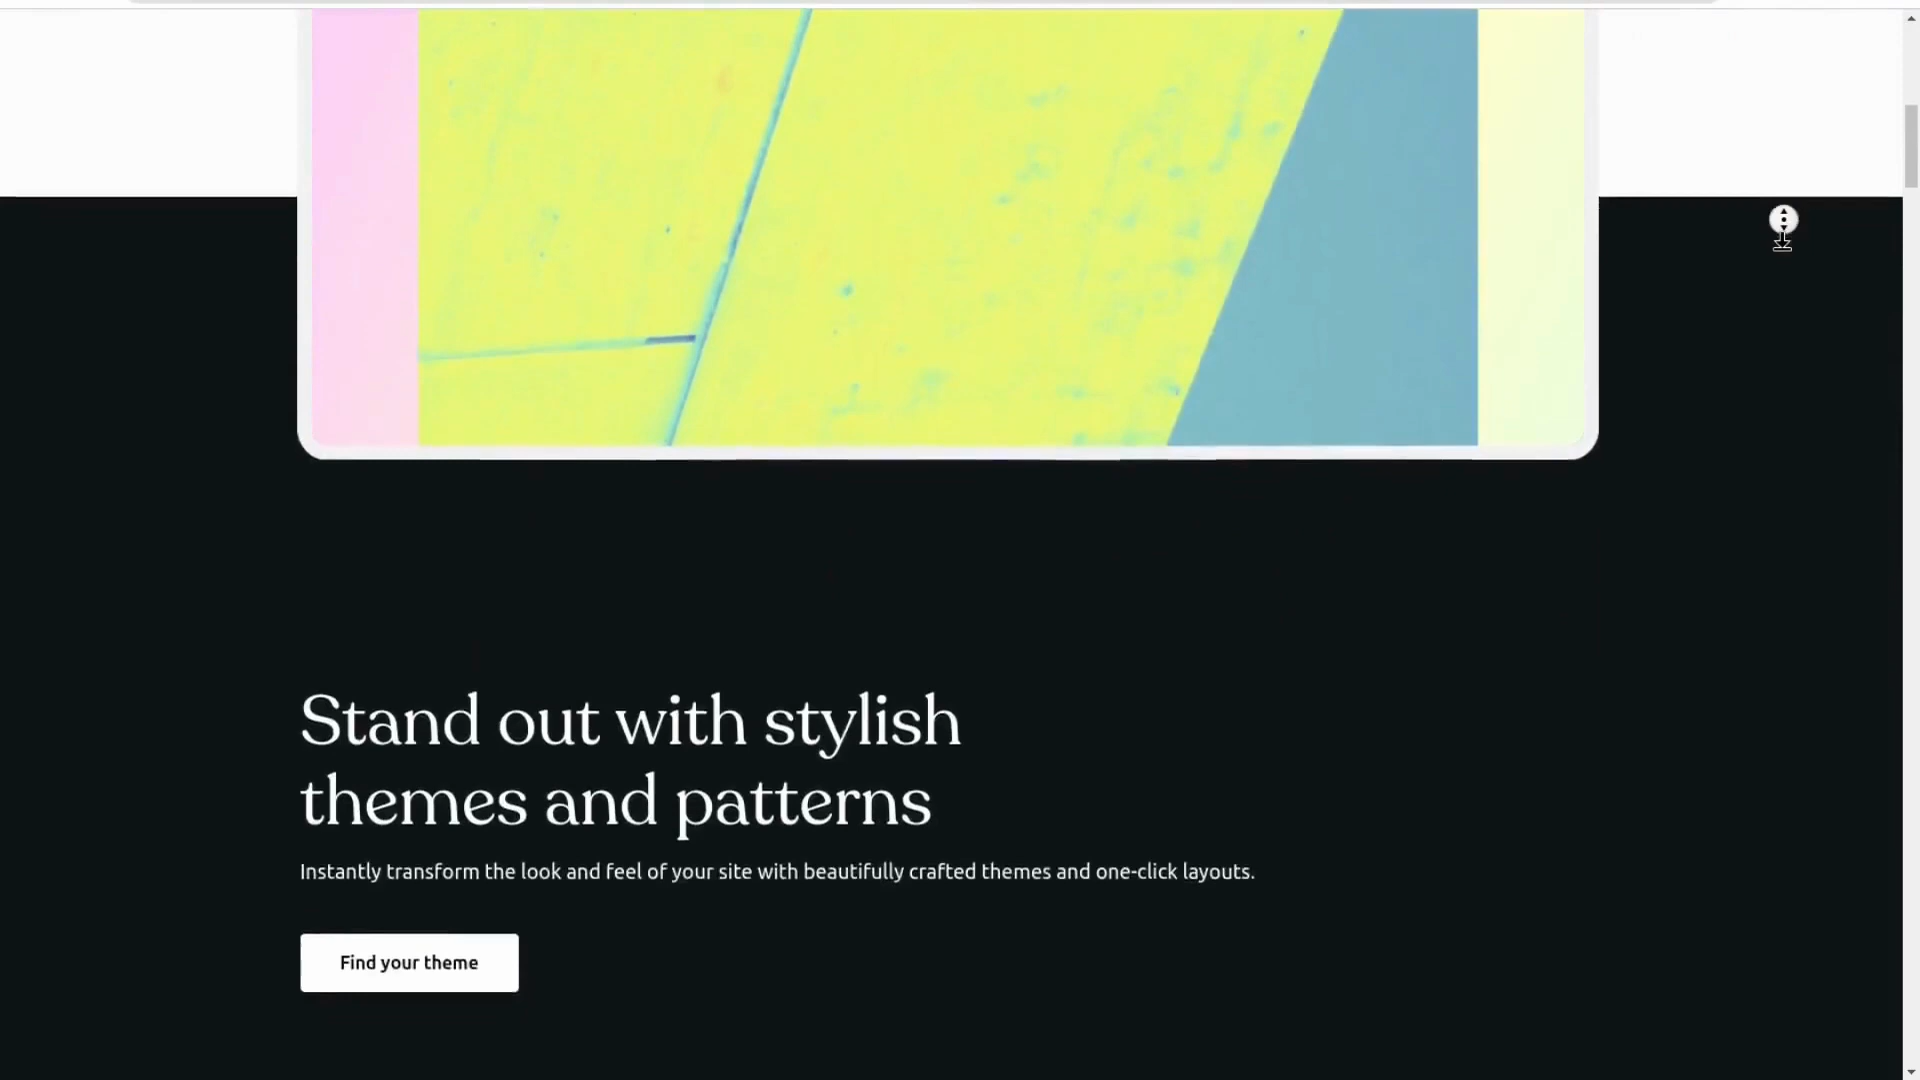 Stand out with stylish
themes and patterns
Instantly transform the look and feel of your site with beautifully crafted themes and one-click layouts.
Find your theme